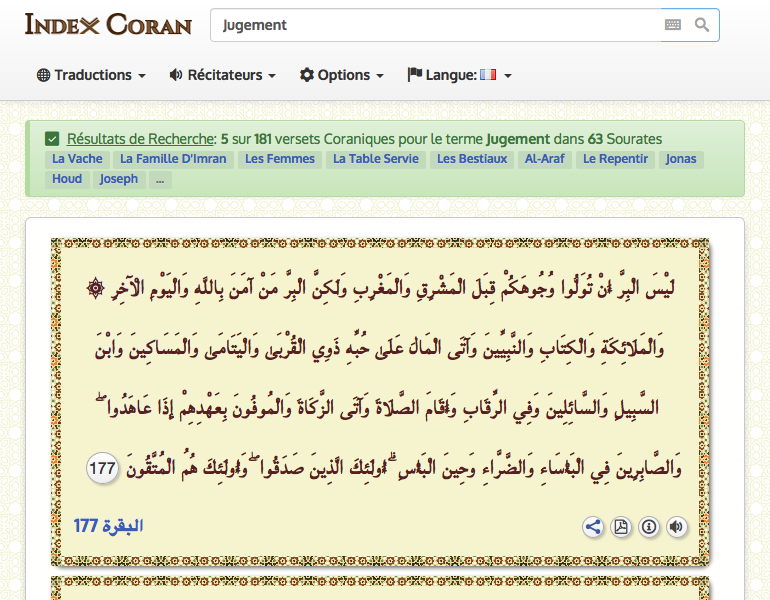 INDEX CORAN
Jugement
Traductions Récitateurs Options Langue:
Résultats de Recherche: 5 sur 181 versets Coraniques pour le terme Jugement dans 63 Sourates
La Vache La Famille D'Imran Les Femmes La Table Servie Les Bestiaux Al-Araf Le Repentir Jonas
Houd Joseph ...
لَيْسَ الْبِرَّ أَنْ تُوَلُّوا وُجُوهَكُمْ قِبَلَ الْمَشْرِقِ وَالْمَغْرِبِ وَلَكِنَّ الْبِرَّ مَنْ آمَنَ بِاللَّهِ وَالْيَوْمِ الْآخِرِ ۞
وَالْمَلَائِكَةِ وَالْكِتَابِ وَالنَّبِيِّينَ وَآتَى الْمَالَ عَلَىٰ حُبِّهِ ذَوِي الْقُرْبَىٰ وَالْيَتَامَىٰ وَالْمَسَاكِينَ وَابْنَ
السَّبِيلِ وَالسَّائِلِينَ وَفِي الرِّقَابِ وَأَقَامَ الصَّلَاةَ وَآتَى الزَّكَاةَ وَالْمُوفُونَ بِعَهْدِهِمْ إِذَا عَاهَدُوا ۖ
وَالصَّابِرِينَ فِي الْبَأْسَاءِ وَالضَّرَّاءِ وَحِينَ الْبَأْسِ ۗ أُولَئِكَ الَّذِينَ صَدَقُوا ۖ وَأُولَئِكَ هُمُ الْمُتَّقُونَ 177
البقرة 177